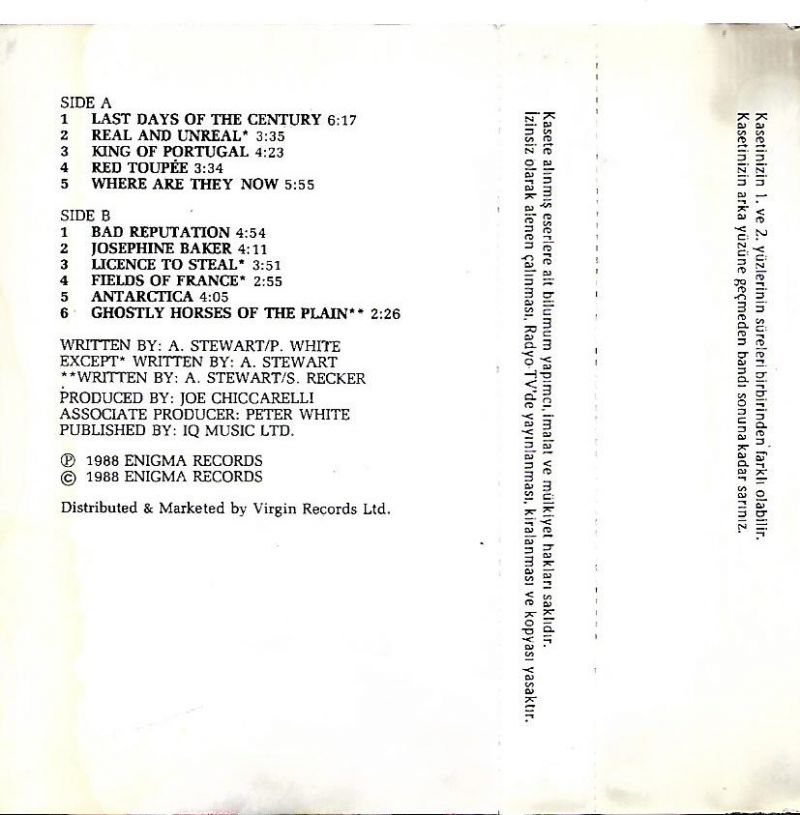 SIDE A
1 LAST DAYS OF THE CENTURY 6:17
2 REAL AND UNREAL* 3:35
3 KING OF PORTUGAL 4:23
4 RED TOUPÉE 3:34
5 WHERE ARE THEY NOW 5:55
SIDE B
1 BAD REPUTATION 4:54
2 JOSEPHINE BAKER 4:11
3 LICENCE TO STEAL* 3:51
4 FIELDS OF FRANCE* 2:55
5 ANTARCTICA 4:05
6 GHOSTLY HORSES OF THE PLAIN** 2:26
WRITTEN BY: A. STEWART/P. WHITE
EXCEPT* WRITTEN BY: A. STEWART
**WRITTEN BY: A. STEWART/S. RECKER
PRODUCED BY: JOE CHICCARELLI
ASSOCIATE PRODUCER: PETER WHITE
PUBLISHED BY: IQ MUSIC LTD.
℗ 1988 ENIGMA RECORDS
© 1988 ENIGMA RECORDS
Distributed & Marketed by Virgin Records Ltd.
Kasete alınmış eserlere ait bilumum yapımcı, imalat ve mülkiyet hakları saklıdır.
İzinsiz olarak alenen çalınması, Radyo-TV'de yayınlanması, kiralanması ve kopyası yasaktır.
Kasetinizin 1. ve 2. yüzlerinin süreleri birbirinden farklı olabilir.
Kasetinizin arka yüzüne geçmeden bandı sonuna kadar sarınız.